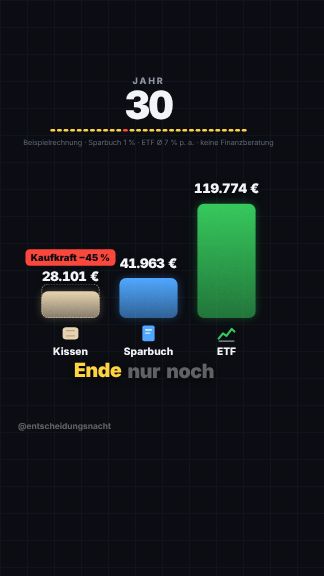 JAHR
30
Beispielrechnung · Sparbuch 1 % · ETF Ø 7 % p. a. · keine Finanzberatung
119.774 €
Kaufkraft −45 %
28.101 €
41.963 €
Kissen
Sparbuch
ETF
Ende nur noch
@entscheidungsnacht